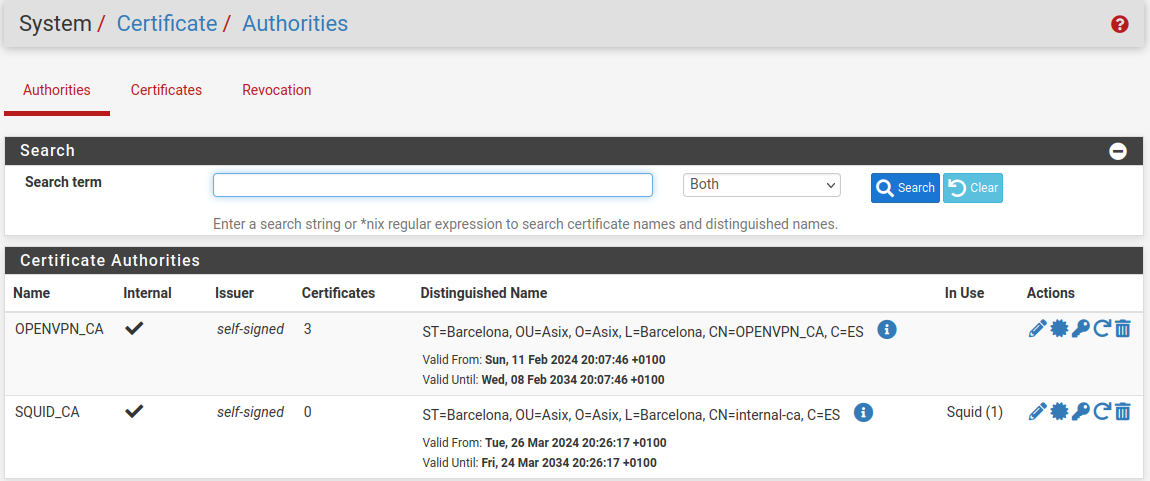 System / Certificate / Authorities
Authorities Certificates Revocation
Search
Search term Both Search Clear
Enter a search string or *nix regular expression to search certificate names and distinguished names.
Certificate Authorities
Name Internal Issuer Certificates Distinguished Name In Use Actions
OPENVPN_CA self-signed 3 ST=Barcelona, OU=Asix, O=Asix, L=Barcelona, CN=OPENVPN_CA, C=ES
Valid From: Sun, 11 Feb 2024 20:07:46 +0100
Valid Until: Wed, 08 Feb 2034 20:07:46 +0100
SQUID_CA self-signed 0 ST=Barcelona, OU=Asix, O=Asix, L=Barcelona, CN=internal-ca, C=ES Squid (1)
Valid From: Tue, 26 Mar 2024 20:26:17 +0100
Valid Until: Fri, 24 Mar 2034 20:26:17 +0100